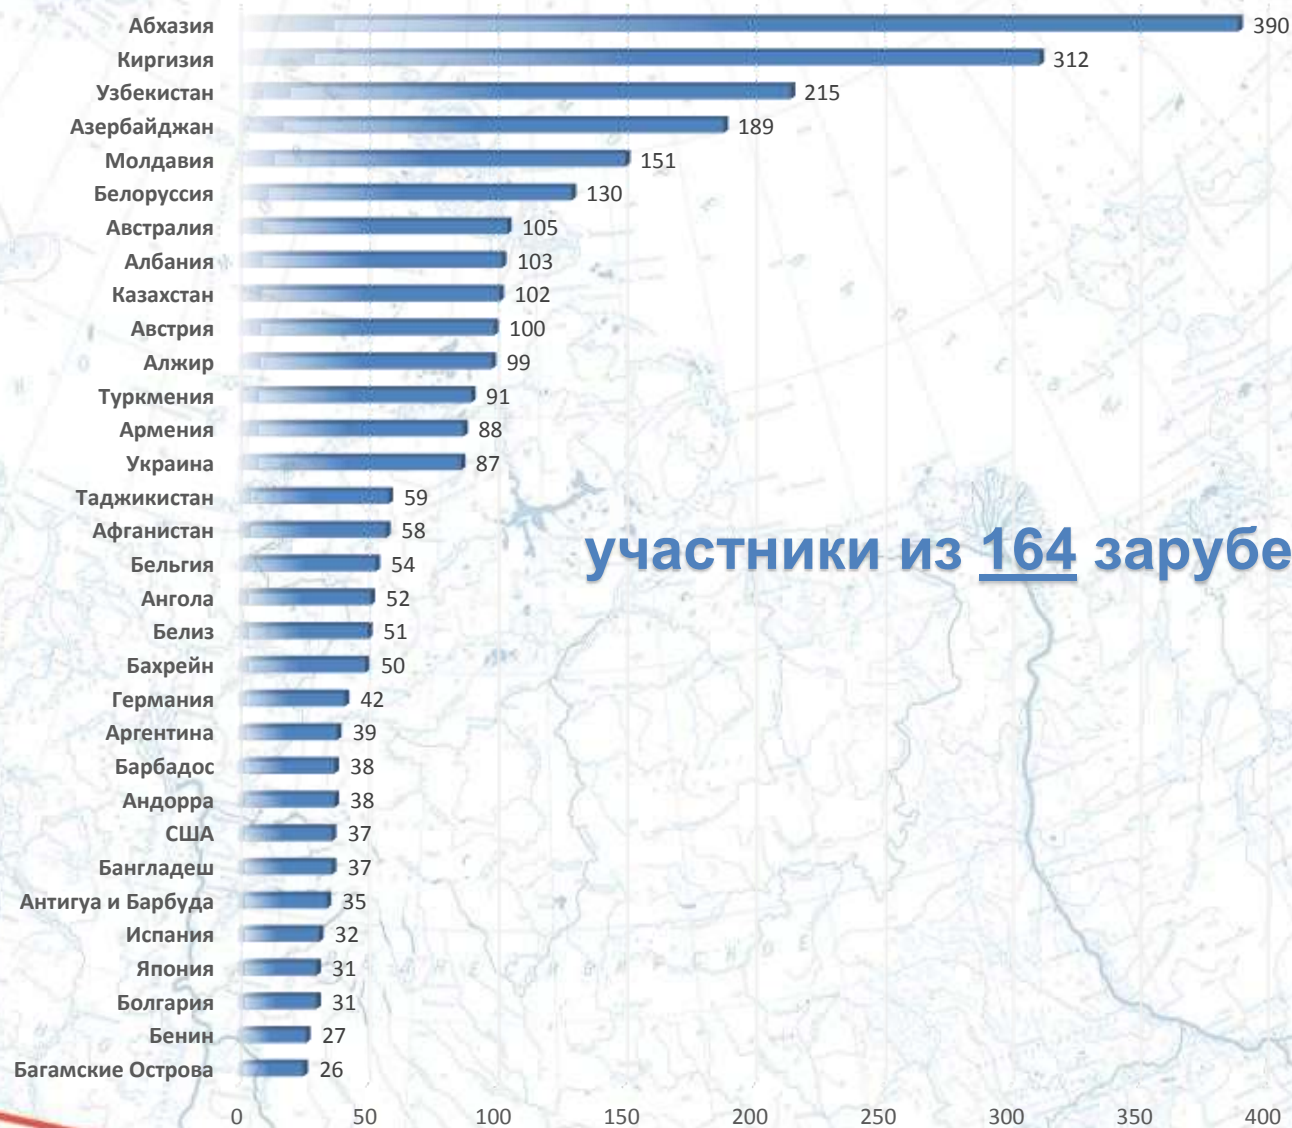 Абхазия 390
Киргизия 312
Узбекистан 215
Азербайджан 189
Молдавия 151
Белоруссия 130
Австралия 105
Албания 103
Казахстан 102
Австрия 100
Алжир 99
Туркмения 91
Армения 88
Украина 87
Таджикистан 59
Афганистан 58
участники из 164 зарубе
Бельгия 54
Ангола 52
Белиз 51
Бахрейн 50
Германия 42
Аргентина 39
Барбадос 38
Андорра 38
США 37
Бангладеш 37
Антигуа и Барбуда 35
Испания 32
Япония 31
Болгария 31
Бенин 27
Багамские Острова 26
0 50 100 150 200 250 300 350 400